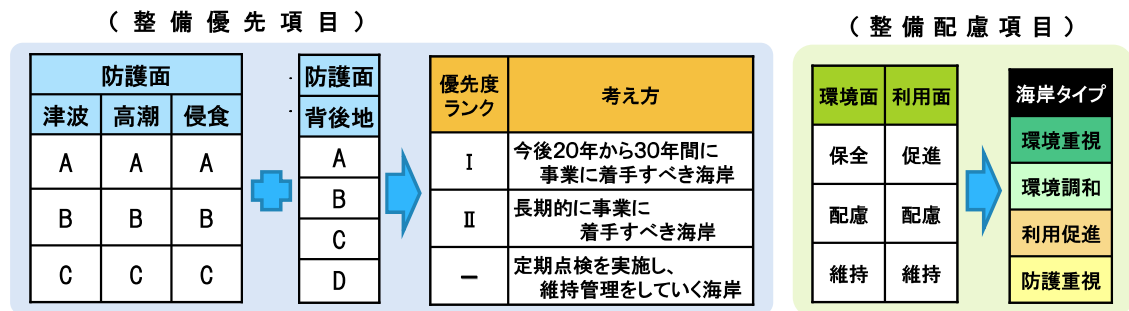 （整備優先項目）
防護面
津波 高潮 侵食
A A A
B B B
C C C
防護面
背後地
A
B
C
D
優先度
ランク
考え方
Ⅰ
今後20年から30年間に
事業に着手すべき海岸
Ⅱ
長期的に事業に
着手すべき海岸
－
定期点検を実施し、
維持管理をしていく海岸
（整備配慮項目）
環境面 利用面
保全 促進
配慮 配慮
維持 維持
海岸タイプ
環境重視
環境調和
利用促進
防護重視